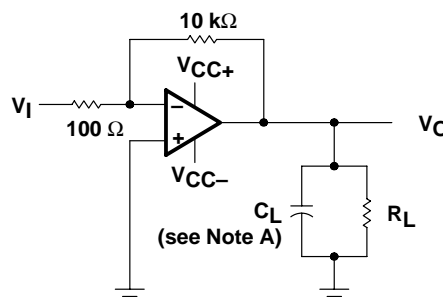 10 kΩ
VCC+
VI
100 Ω
−
+
VCC−
VO
CL
RL
(see Note A)